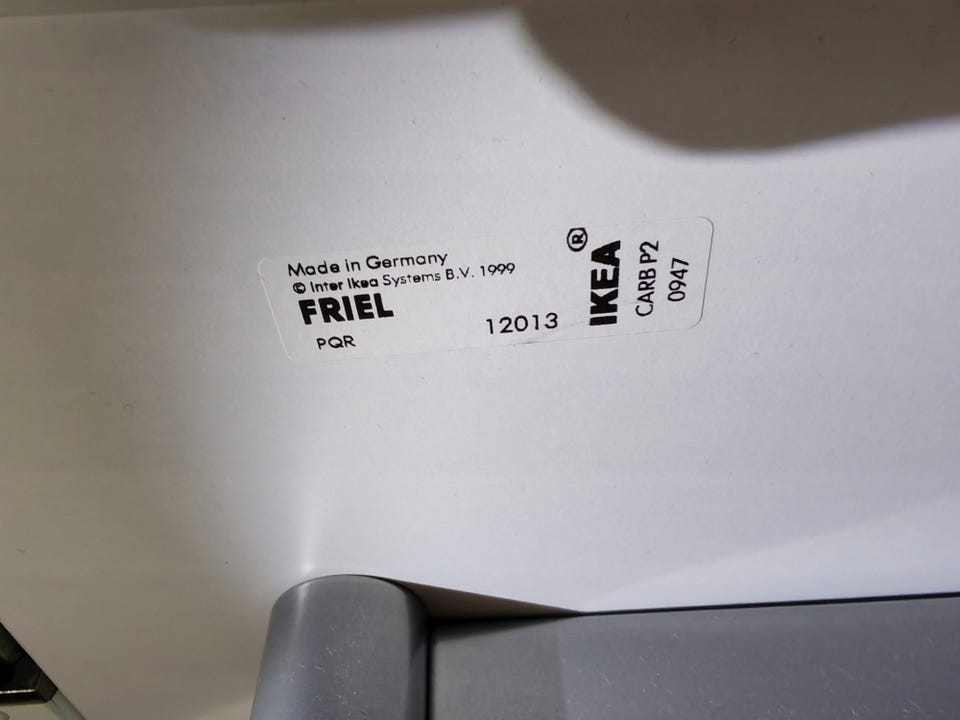 Made in Germany
© Inter Ikea Systems B.V. 1999
FRIEL
PQR
12013
IKEA®
CARB P2
0947